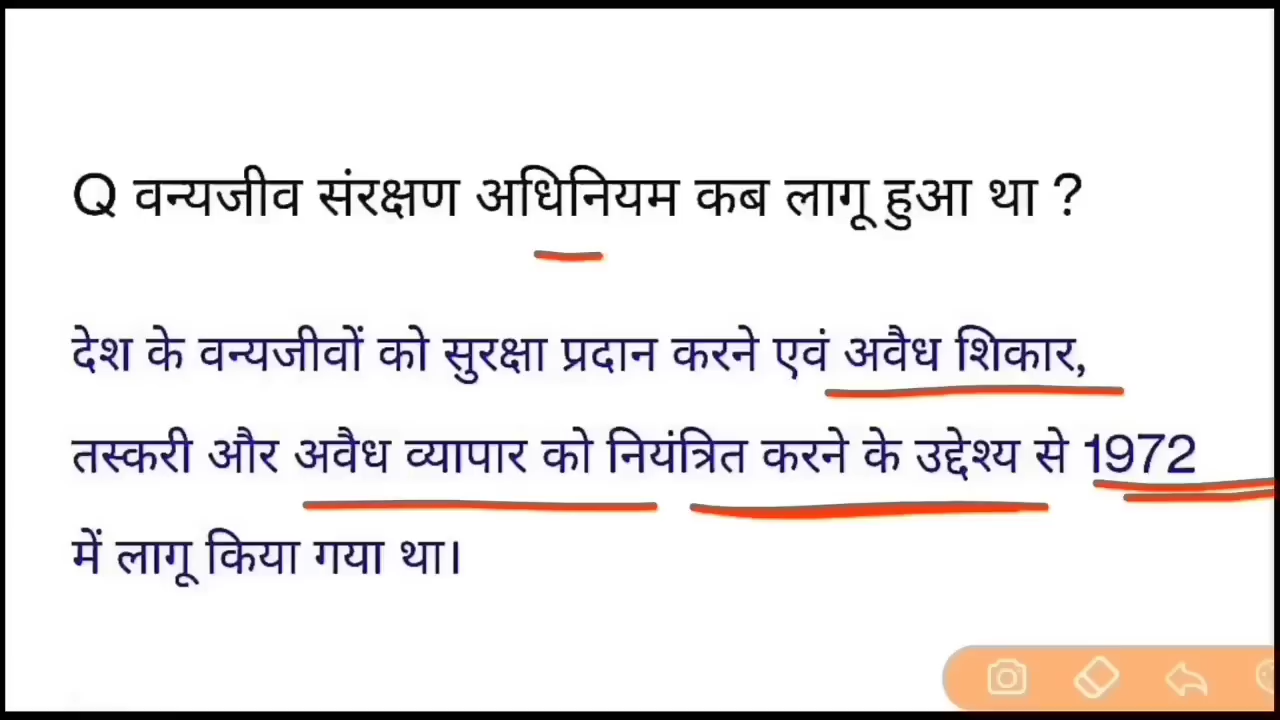 Q वन्यजीव संरक्षण अधिनियम कब लागू हुआ था ?
देश के वन्यजीवों को सुरक्षा प्रदान करने एवं अवैध शिकार,
तस्करी और अवैध व्यापार को नियंत्रित करने के उद्देश्य से 1972
में लागू किया गया था।